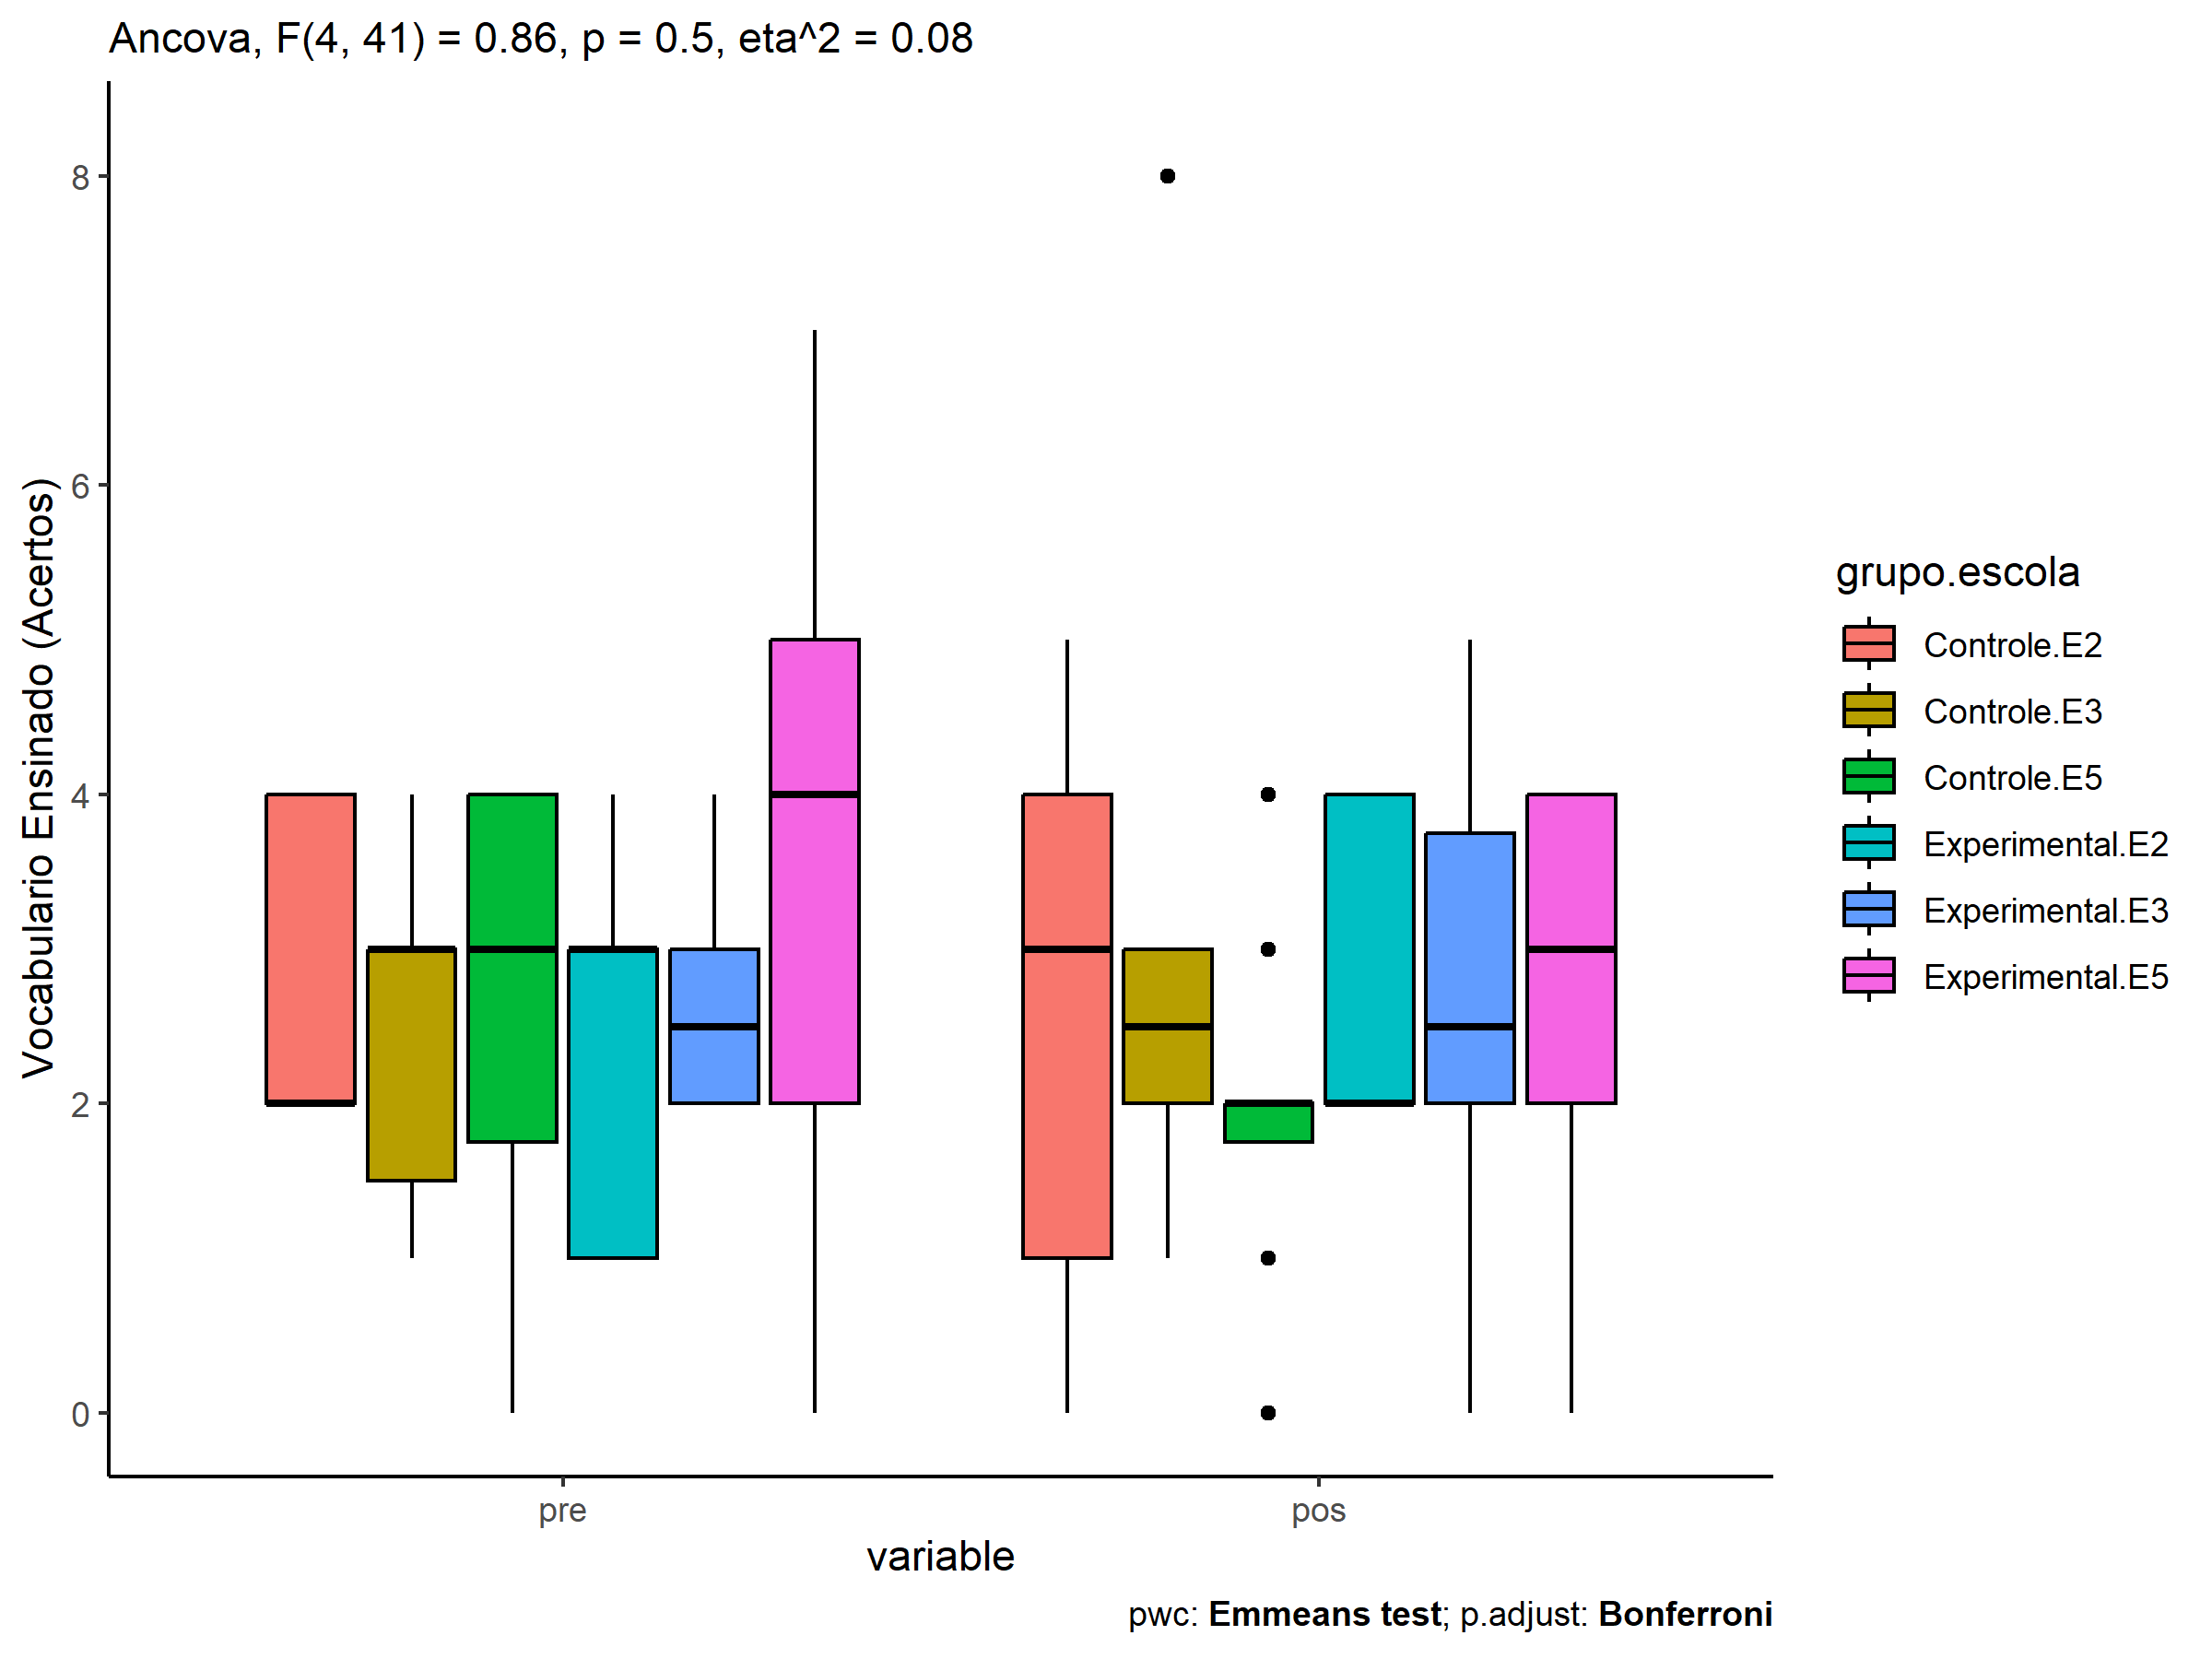 Ancova, F(4, 41) = 0.86, p = 0.5, eta^2 = 0.08
Vocabulario Ensinado (Acertos)
8
6
4
2
0
pre
pos
variable
grupo.escola
Controle.E2
Controle.E3
Controle.E5
Experimental.E2
Experimental.E3
Experimental.E5
pwc: Emmeans test; p.adjust: Bonferroni